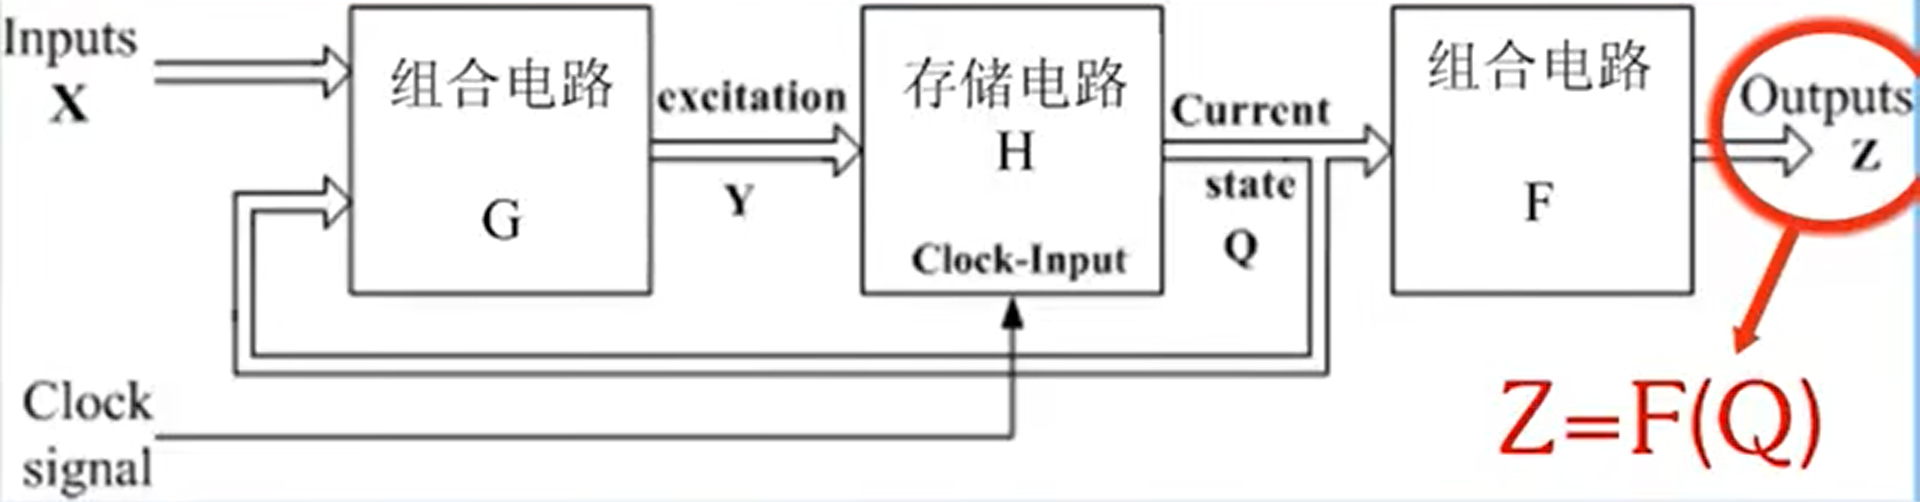 Inputs
X
组合电路
G
excitation
Y
存储电路
H
Clock-Input
Current
state
Q
组合电路
F
Outputs
Z
Clock
signal
Z=F(Q)